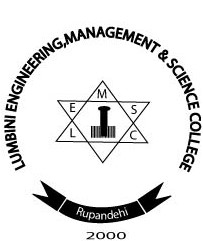 LUMBINI ENGINEERING,MANAGEMENT & SCIENCE COLLEGE
M
E S
L C
Rupandehi
2000